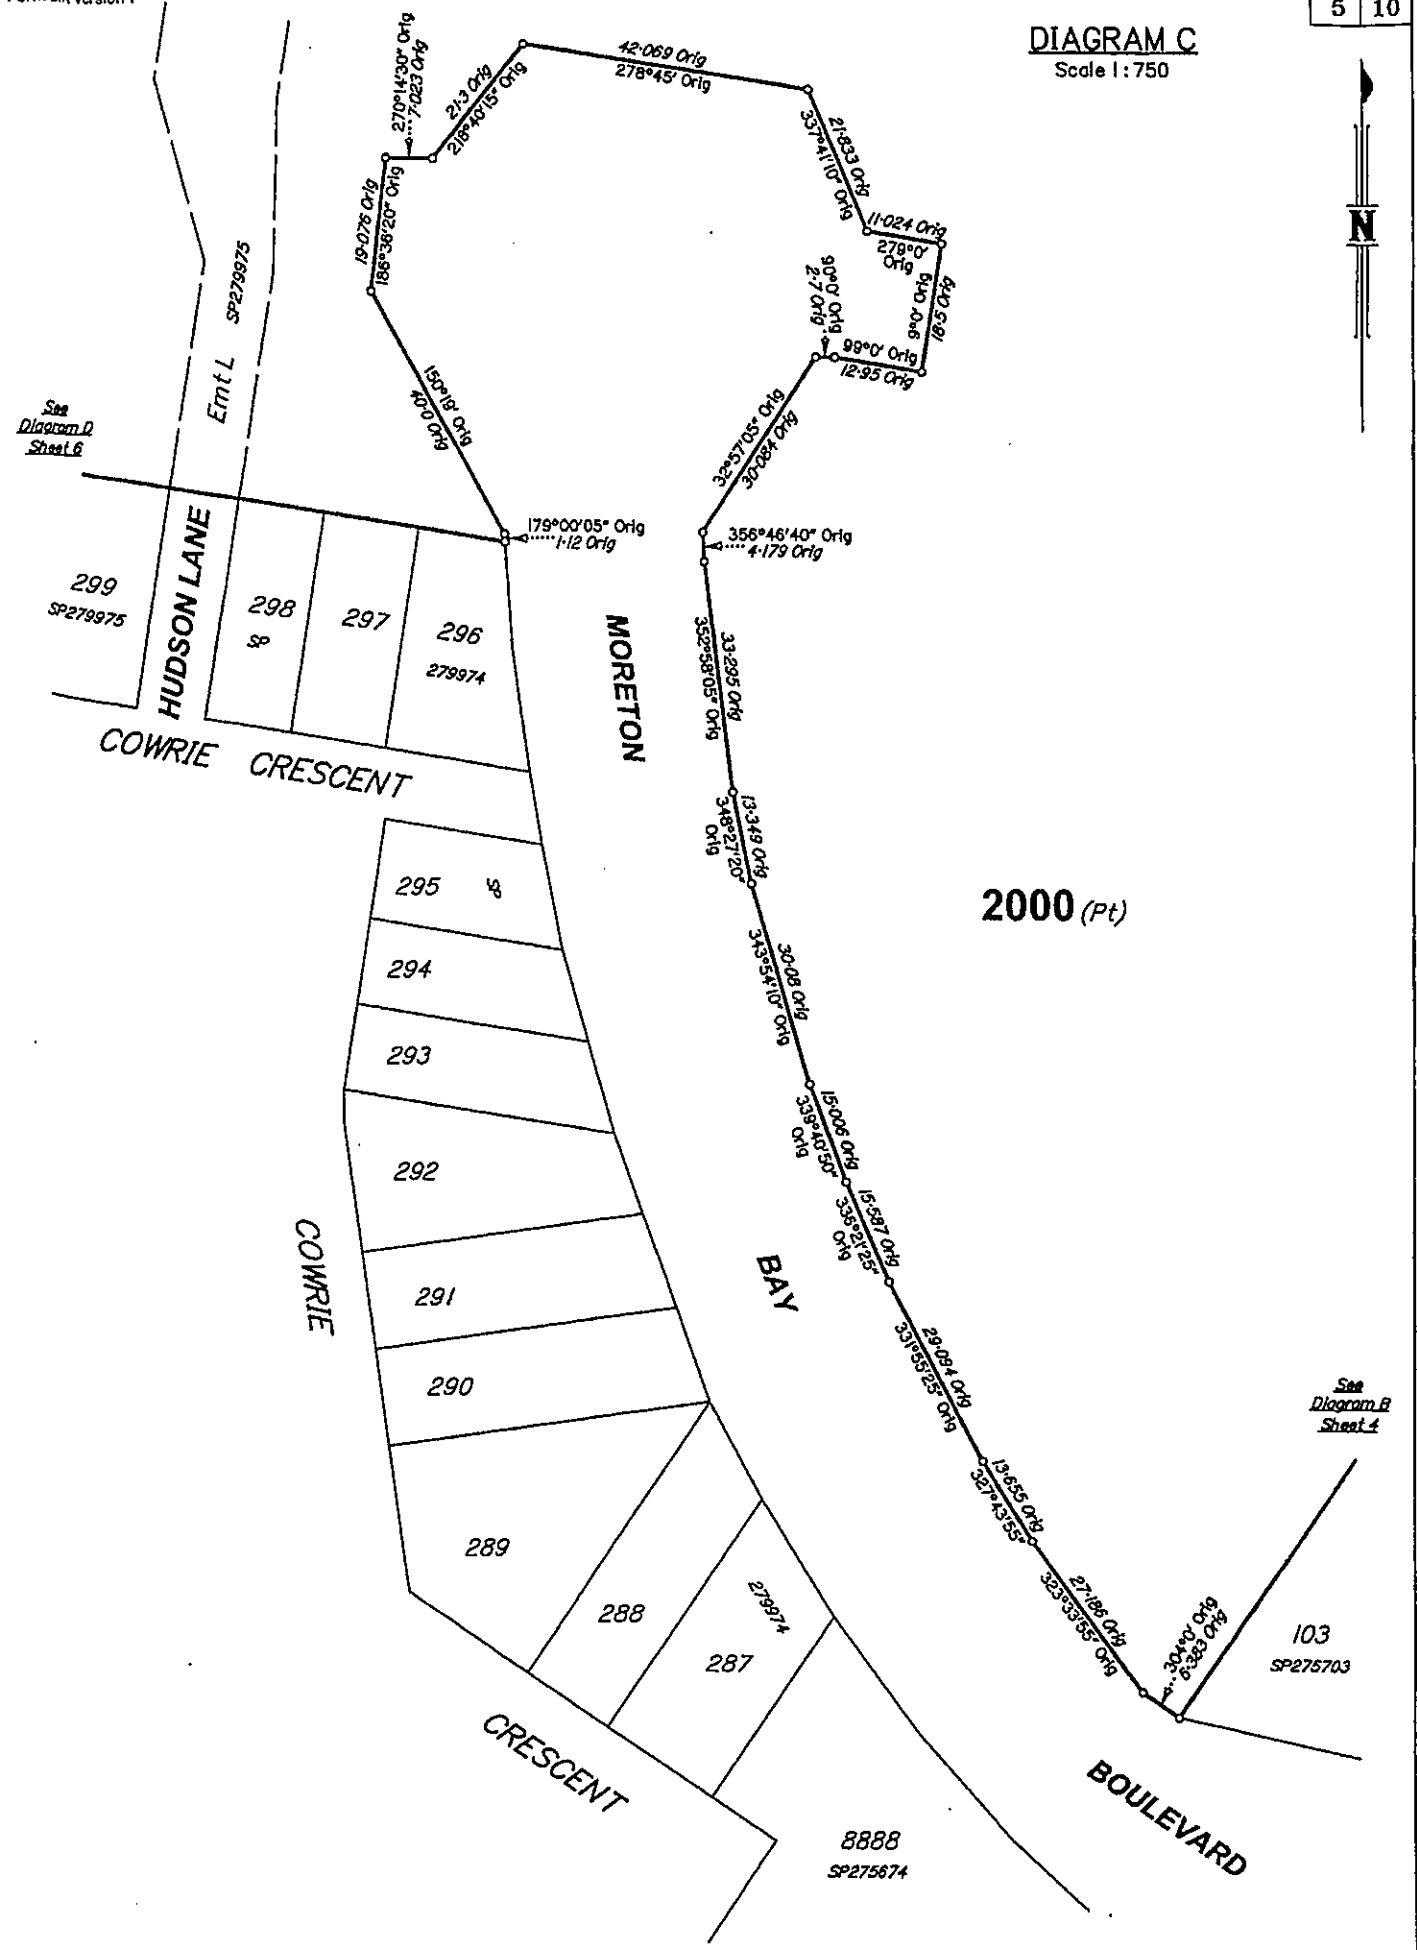 5 10
DIAGRAM C
Scale 1:750
N
270°14'30" Orig
7·023 Orig
21·3 Orig
218°40'15" Orig
42·069 Orig
278°45' Orig
21·833 Orig
337°41'10" Orig
11·024 Orig
279°0'
Orig
9°0' Orig
18·5 Orig
90°0' Orig
2·7 Orig
99°0' Orig
12·95 Orig
19·076 Orig
186°36'20" Orig
Emt L SP279975
150°19' Orig
40·0 Orig
32°57'05" Orig
30·084 Orig
See
Diagram D
Sheet 6
179°00'05" Orig
1·12 Orig
356°46'40" Orig
4·179 Orig
299
SP279975
HUDSON LANE
298
SP
297
296
279974
MORETON
33·295 Orig
352°58'05" Orig
COWRIE CRESCENT
13·349 Orig
348°27'20"
Orig
295
SP
2000 (Pt)
294
30·08 Orig
343°54'10" Orig
293
15·006 Orig
339°40'50"
Orig
292
15·587 Orig
336°21'25"
Orig
COWRIE
BAY
291
29·094 Orig
331°55'25" Orig
290
See
Diagram B
Sheet 4
13·655 Orig
327°43'55"
289
27·186 Orig
323°33'55" Orig
288
279974
304°0' Orig
6·383 Orig
103
SP275703
287
CRESCENT
BOULEVARD
8888
SP275674